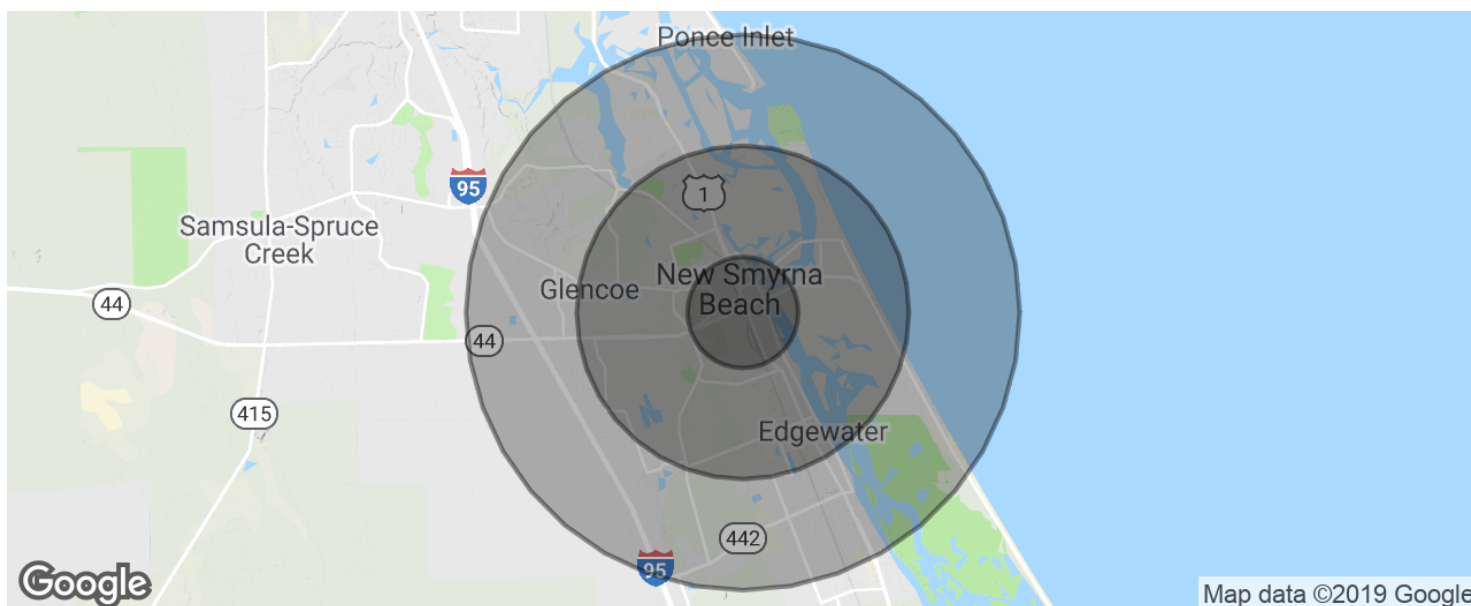 Ponce Inlet
95
1
Samsula-Spruce
Creek
New Smyrna
Beach
Glencoe
44
44
415
Edgewater
442
95
Google
Map data ©2019 Google